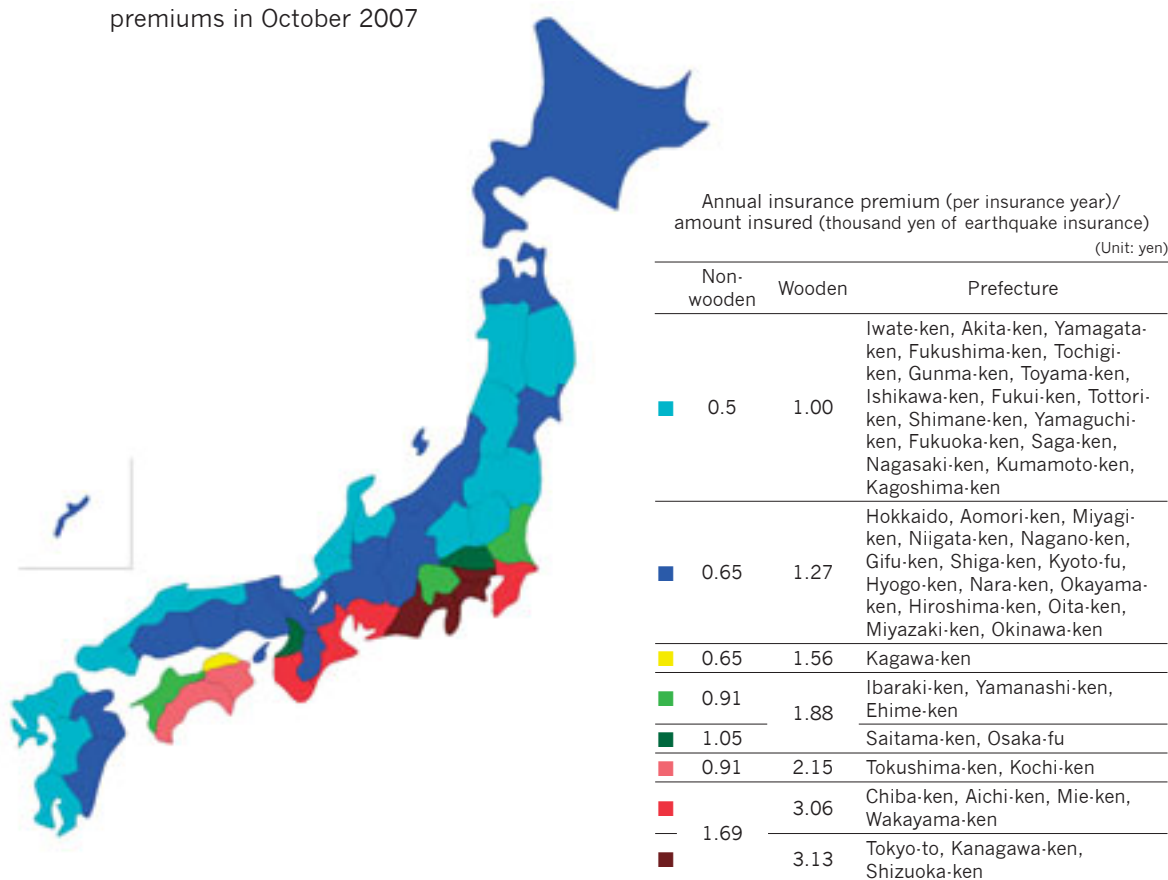 premiums in October 2007
Annual insurance premium (per insurance year)/
amount insured (thousand yen of earthquake insurance)
(Unit: yen)
Non-
wooden
Wooden
Prefecture
0.5
1.00
Iwate-ken, Akita-ken, Yamagata-
ken, Fukushima-ken, Tochigi-
ken, Gunma-ken, Toyama-ken,
Ishikawa-ken, Fukui-ken, Tottori-
ken, Shimane-ken, Yamaguchi-
ken, Fukuoka-ken, Saga-ken,
Nagasaki-ken, Kumamoto-ken,
Kagoshima-ken
0.65
1.27
Hokkaido, Aomori-ken, Miyagi-
ken, Niigata-ken, Nagano-ken,
Gifu-ken, Shiga-ken, Kyoto-fu,
Hyogo-ken, Nara-ken, Okayama-
ken, Hiroshima-ken, Oita-ken,
Miyazaki-ken, Okinawa-ken
0.65
1.56
Kagawa-ken
0.91
1.88
Ibaraki-ken, Yamanashi-ken,
Ehime-ken
1.05
Saitama-ken, Osaka-fu
0.91
2.15
Tokushima-ken, Kochi-ken
1.69
3.06
Chiba-ken, Aichi-ken, Mie-ken,
Wakayama-ken
3.13
Tokyo-to, Kanagawa-ken,
Shizuoka-ken